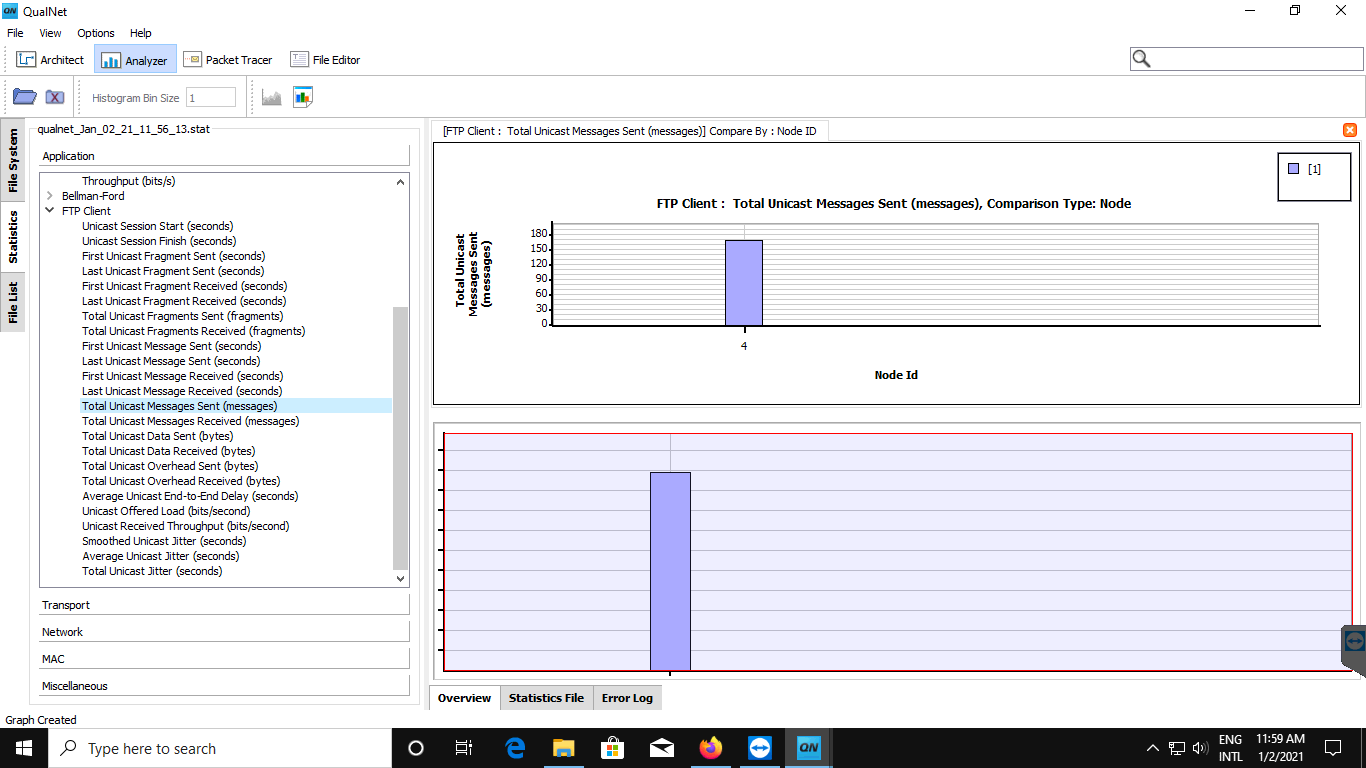 QN QualNet
File View Options Help
Architect Analyzer Packet Tracer File Editor
Histogram Bin Size 1
File System
Statistics
File List
qualnet_Jan_02_21_11_56_13.stat
Application
Throughput (bits/s)
Bellman-Ford
FTP Client
Unicast Session Start (seconds)
Unicast Session Finish (seconds)
First Unicast Fragment Sent (seconds)
Last Unicast Fragment Sent (seconds)
First Unicast Fragment Received (seconds)
Last Unicast Fragment Received (seconds)
Total Unicast Fragments Sent (fragments)
Total Unicast Fragments Received (fragments)
First Unicast Message Sent (seconds)
Last Unicast Message Sent (seconds)
First Unicast Message Received (seconds)
Last Unicast Message Received (seconds)
Total Unicast Messages Sent (messages)
Total Unicast Messages Received (messages)
Total Unicast Data Sent (bytes)
Total Unicast Data Received (bytes)
Total Unicast Overhead Sent (bytes)
Total Unicast Overhead Received (bytes)
Average Unicast End-to-End Delay (seconds)
Unicast Offered Load (bits/second)
Unicast Received Throughput (bits/second)
Smoothed Unicast Jitter (seconds)
Average Unicast Jitter (seconds)
Total Unicast Jitter (seconds)
Transport
Network
MAC
Miscellaneous
[FTP Client : Total Unicast Messages Sent (messages)] Compare By : Node ID
[1]
FTP Client : Total Unicast Messages Sent (messages), Comparison Type: Node
Total Unicast
Messages Sent
(messages)
180
150
120
90
60
30
0
4
Node Id
Overview Statistics File Error Log
Graph Created
Type here to search
QN
ENG
INTL
11:59 AM
1/2/2021